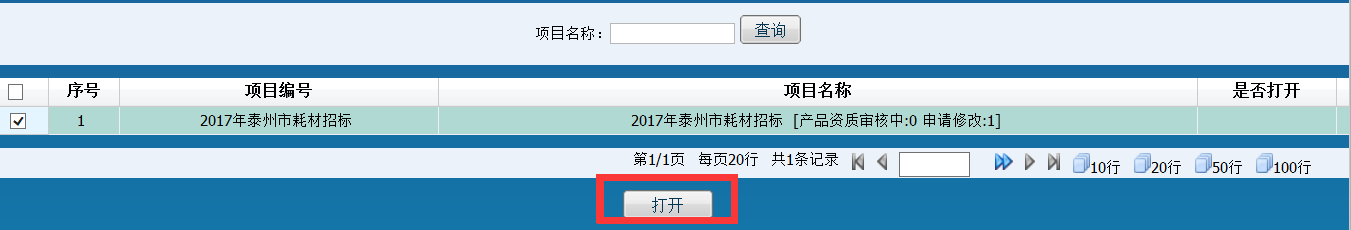 项目名称： 查询
序号 项目编号 项目名称 是否打开
1 2017年泰州市耗材招标 2017年泰州市耗材招标 [产品资质审核中:0 申请修改:1]
第1/1页 每页20行 共1条记录 10行 20行 50行 100行
打开